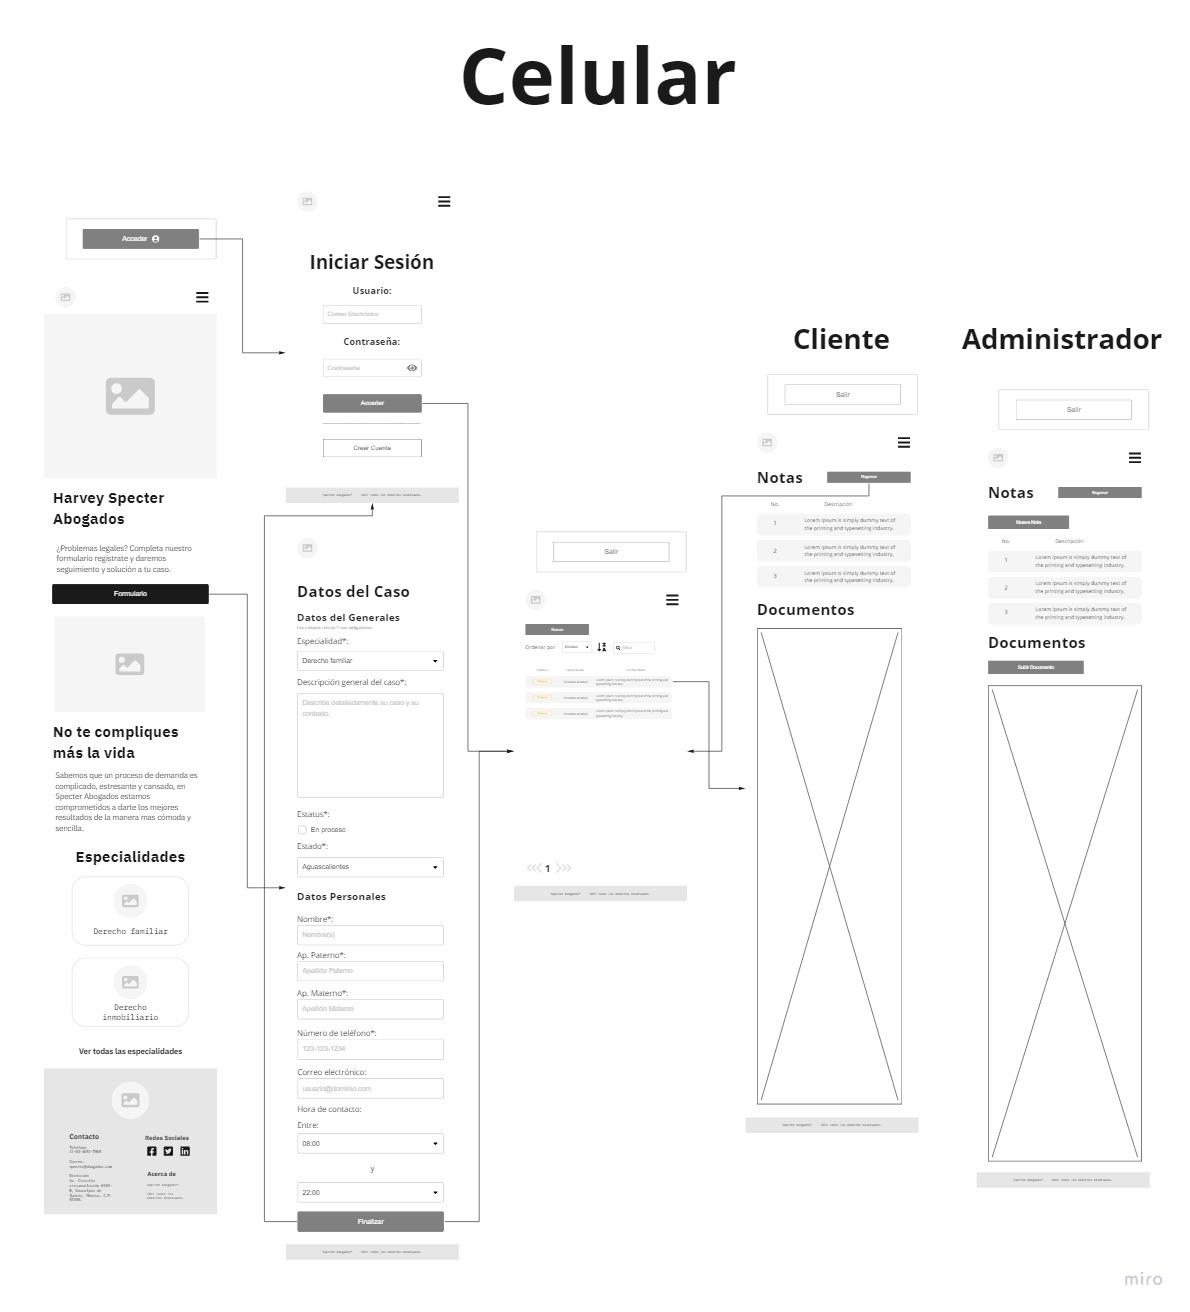 Celular
Acceder
Harvey Specter
Abogados
¿Problemas legales? Completa nuestro
formulario registrate y daremos
seguimiento y solución a tu caso.
Formulario
No te compliques
más la vida
Sabemos que un proceso de demanda es
complicado, estresante y cansado, en
Specter Abogados estamos
comprometidos a darte los mejores
resultados de la manera mas cómoda y
sencilla.
Especialidades
Derecho familiar
Derecho
inmobiliario
Ver todas las especialidades
Contacto
Redes Sociales
Acerca de
Iniciar Sesión
Usuario:
Correo Electrónico
Contraseña:
Contraseña
Acceder
Crear Cuenta
Datos del Caso
Datos del Generales
Especialidad*:
Derecho familiar
Descripción general del caso*:
Describa detalladamente su caso y su
contexto.
Estatus*:
En proceso
Estado*:
Aguascalientes
Datos Personales
Nombre*:
Nombre(s)
Ap. Paterno*:
Apellido Paterno
Ap. Materno*:
Apellido Materno
Número de teléfono*:
123-123-1234
Correo electrónico:
usuario@dominio.com
Hora de contacto:
Entre:
08:00
y
22:00
Finalizar
Salir
Nuevo
Ordenar por
Filtro
1
Cliente
Salir
Notas
Regresar
No.
Descripción
1
Lorem Ipsum is simply dummy text of
the printing and typesetting industry.
2
Lorem Ipsum is simply dummy text of
the printing and typesetting industry.
3
Lorem Ipsum is simply dummy text of
the printing and typesetting industry.
Documentos
Administrador
Salir
Notas
Regresar
Nueva Nota
No.
Descripción
1
Lorem Ipsum is simply dummy text of
the printing and typesetting industry.
2
Lorem Ipsum is simply dummy text of
the printing and typesetting industry.
3
Lorem Ipsum is simply dummy text of
the printing and typesetting industry.
Documentos
Subir Documento
miro